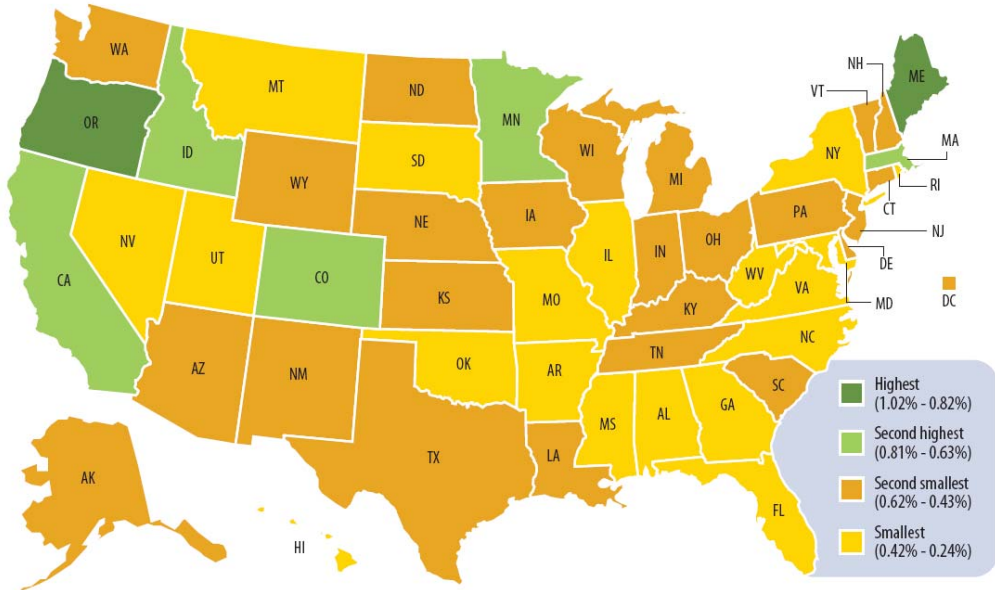 WA
MT
ND
MN
OR
ID
SD
WY
WI
MI
NY
VT
NH
ME
MA
RI
CT
NJ
DE
MD
DC
NV
UT
CA
CO
NE
IA
IL
IN
OH
PA
WV
VA
KS
MO
KY
NC
TN
AZ
NM
OK
AR
SC
MS
AL
GA
TX
LA
FL
AK
HI
Highest
(1.02% - 0.82%)
Second highest
(0.81% - 0.63%)
Second smallest
(0.62% - 0.43%)
Smallest
(0.42% - 0.24%)